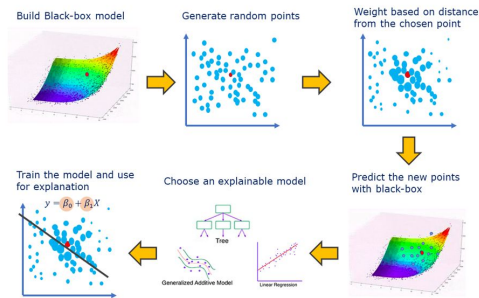 Build Black-box model
Generate random points
Weight based on distance
from the chosen point
Train the model and use
for explanation
y = β₀ + β₁X
Choose an explainable model
Tree
Generalized Additive Model
Linear Regression
Predict the new points
with black-box